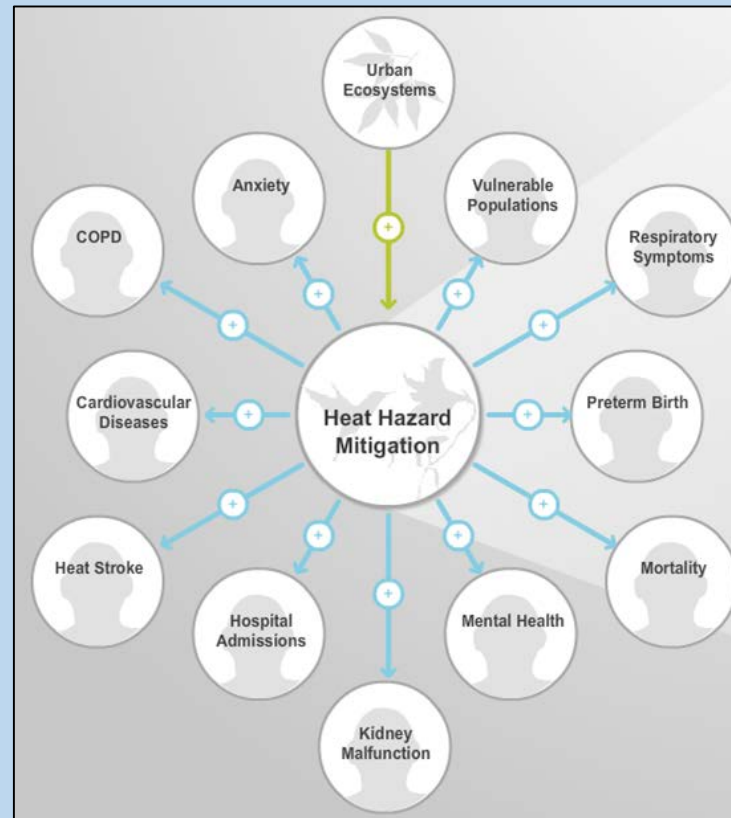 Urban
Ecosystems
Anxiety
Vulnerable
Populations
COPD
Respiratory
Symptoms
+
+
+
+
+
Cardiovascular
Diseases
+
Heat Hazard
Mitigation
+
Preterm Birth
+
+
+
+
+
Heat Stroke
Mortality
Hospital
Admissions
Mental Health
Kidney
Malfunction